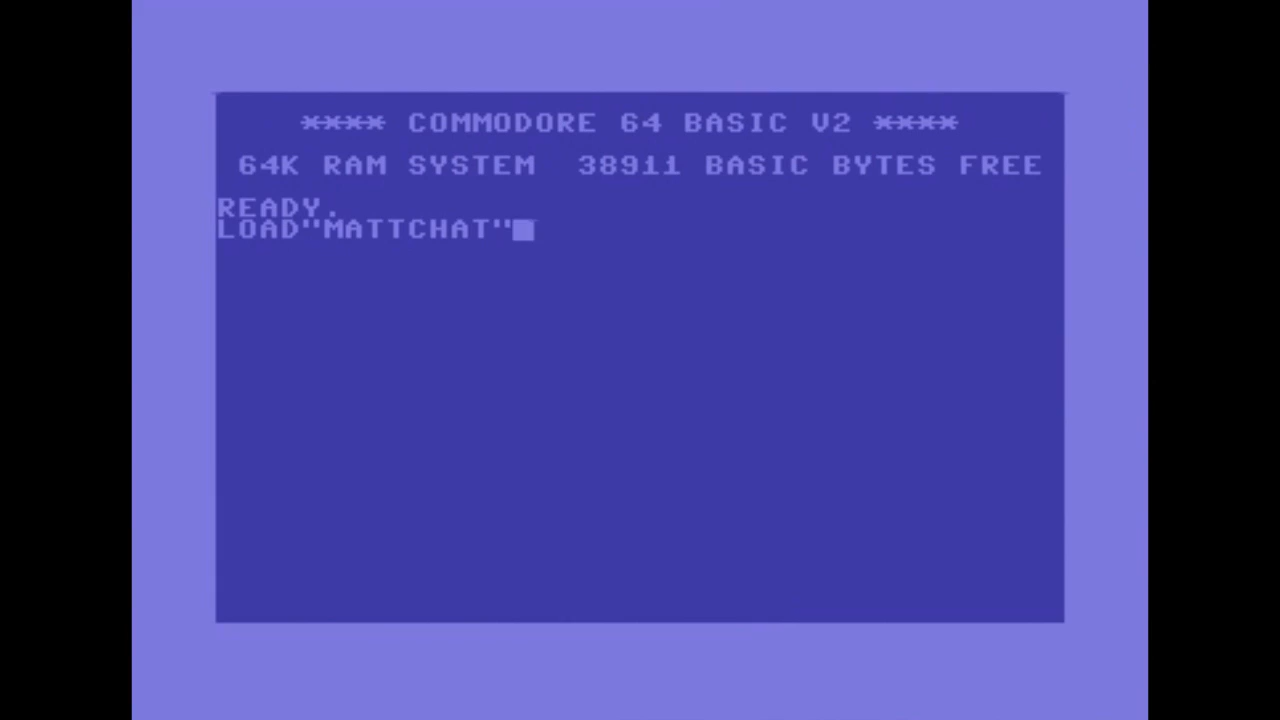 **** COMMODORE 64 BASIC V2 ****
64K RAM SYSTEM  38911 BASIC BYTES FREE
READY.
LOAD"MATTCHAT"